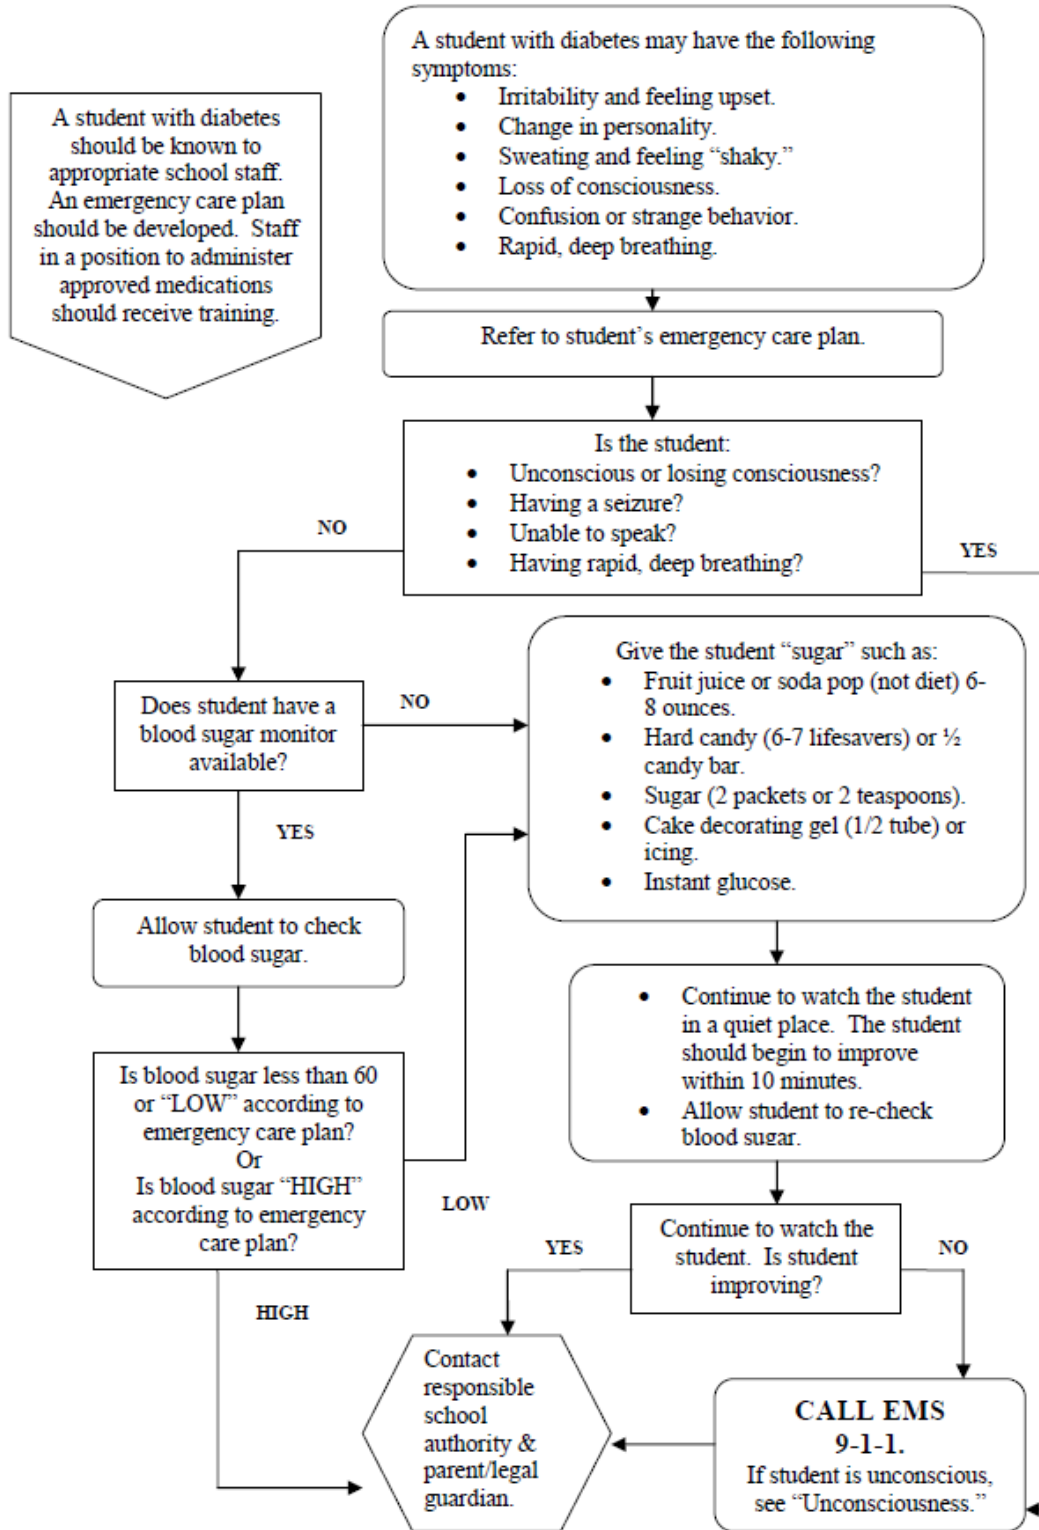 A student with diabetes may have the following
symptoms:
• Irritability and feeling upset.
• Change in personality.
• Sweating and feeling “shaky.”
• Loss of consciousness.
• Confusion or strange behavior.
• Rapid, deep breathing.
A student with diabetes
should be known to
appropriate school staff.
An emergency care plan
should be developed. Staff
in a position to administer
approved medications
should receive training.
Refer to student’s emergency care plan.
Is the student:
• Unconscious or losing consciousness?
• Having a seizure?
• Unable to speak?
• Having rapid, deep breathing?
NO
YES
Does student have a
blood sugar monitor
available?
NO
YES
Give the student “sugar” such as:
• Fruit juice or soda pop (not diet) 6-
8 ounces.
• Hard candy (6-7 lifesavers) or ½
candy bar.
• Sugar (2 packets or 2 teaspoons).
• Cake decorating gel (1/2 tube) or
icing.
• Instant glucose.
Allow student to check
blood sugar.
• Continue to watch the student
in a quiet place. The student
should begin to improve
within 10 minutes.
• Allow student to re-check
blood sugar.
Is blood sugar less than 60
or “LOW” according to
emergency care plan?
Or
Is blood sugar “HIGH”
according to emergency
care plan?
LOW
HIGH
Continue to watch the
student. Is student
improving?
YES
NO
Contact
responsible
school
authority &
parent/legal
guardian.
CALL EMS
9-1-1.
If student is unconscious,
see “Unconsciousness.”